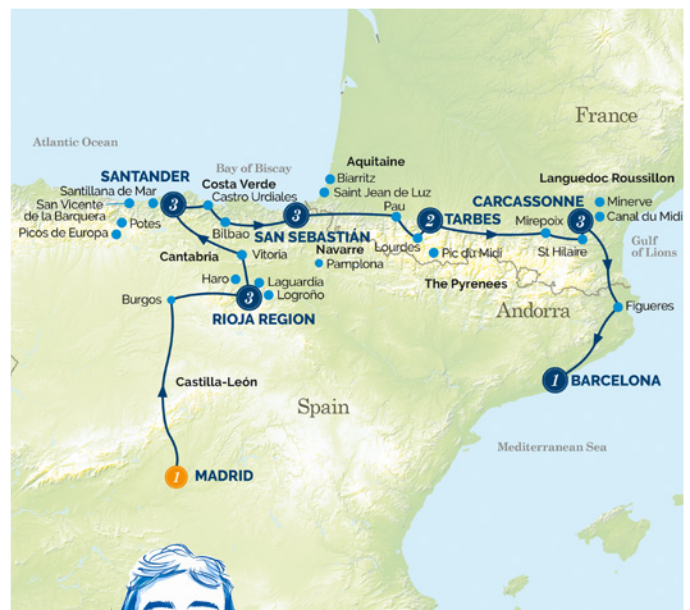 France
Atlantic Ocean
Bay of Biscay
Aquitaine
Biarritz
Saint Jean de Luz
SANTANDER
Santillana de Mar
San Vicente
de la Barquera
Potes
Picos de Europa
3
Costa Verde
Castro Urdiales
Bilbao
3
SAN SEBASTIÁN
Pau
2
TARBES
Lourdes
Pic du Midi
The Pyrenees
Languedoc Roussillon
CARCASSONNE
3
Minerve
Canal du Midi
Mirepoix
St Hilaire
Gulf
of Lions
Navarre
Pamplona
Cantabria
Vitoria
Haro
Laguardia
Logroño
3
RIOJA REGION
Burgos
Andorra
Figueres
1
BARCELONA
Castilla-León
Spain
Mediterranean Sea
1
MADRID